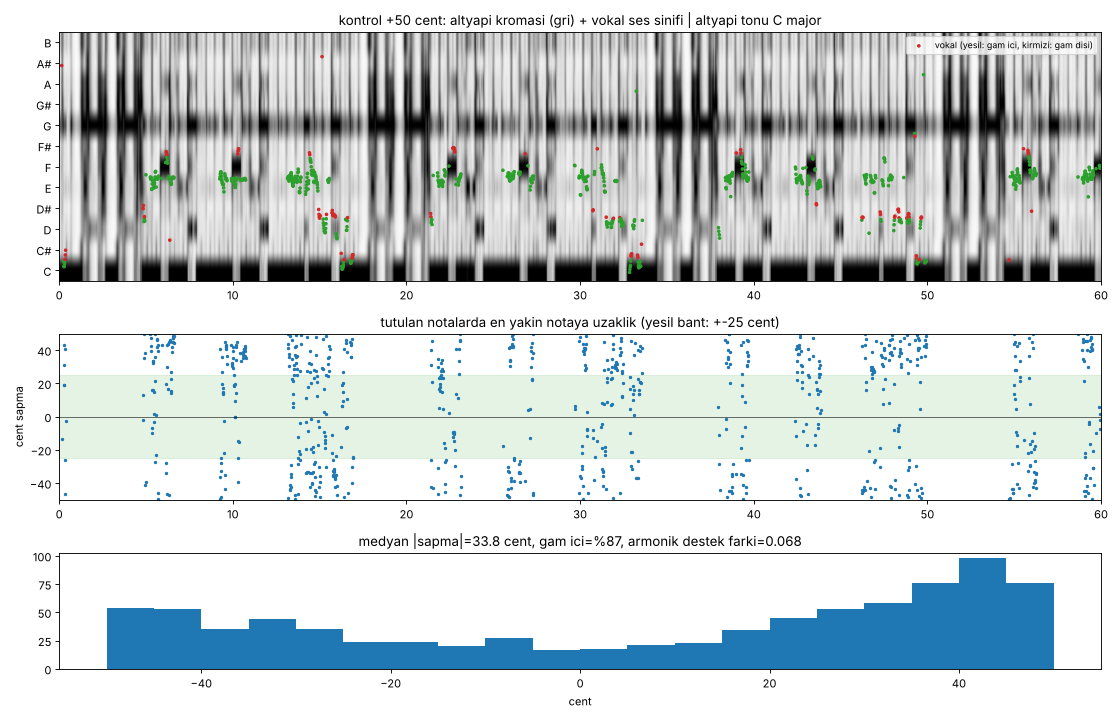 kontrol +50 cent: altyapi kromasi (gri) + vokal ses sinifi | altyapi tonu C major
vokal (yesil: gam ici, kirmizi: gam disi)
B
A#
A
G#
G
F#
F
E
D#
D
C#
C
0 10 20 30 40 50 60
tutulan notalarda en yakin notaya uzaklik (yesil bant: +-25 cent)
cent sapma
40
20
0
−20
−40
0 10 20 30 40 50 60
medyan |sapma|=33.8 cent, gam ici=%87, armonik destek farki=0.068
100
75
50
25
0
−40 −20 0 20 40
cent